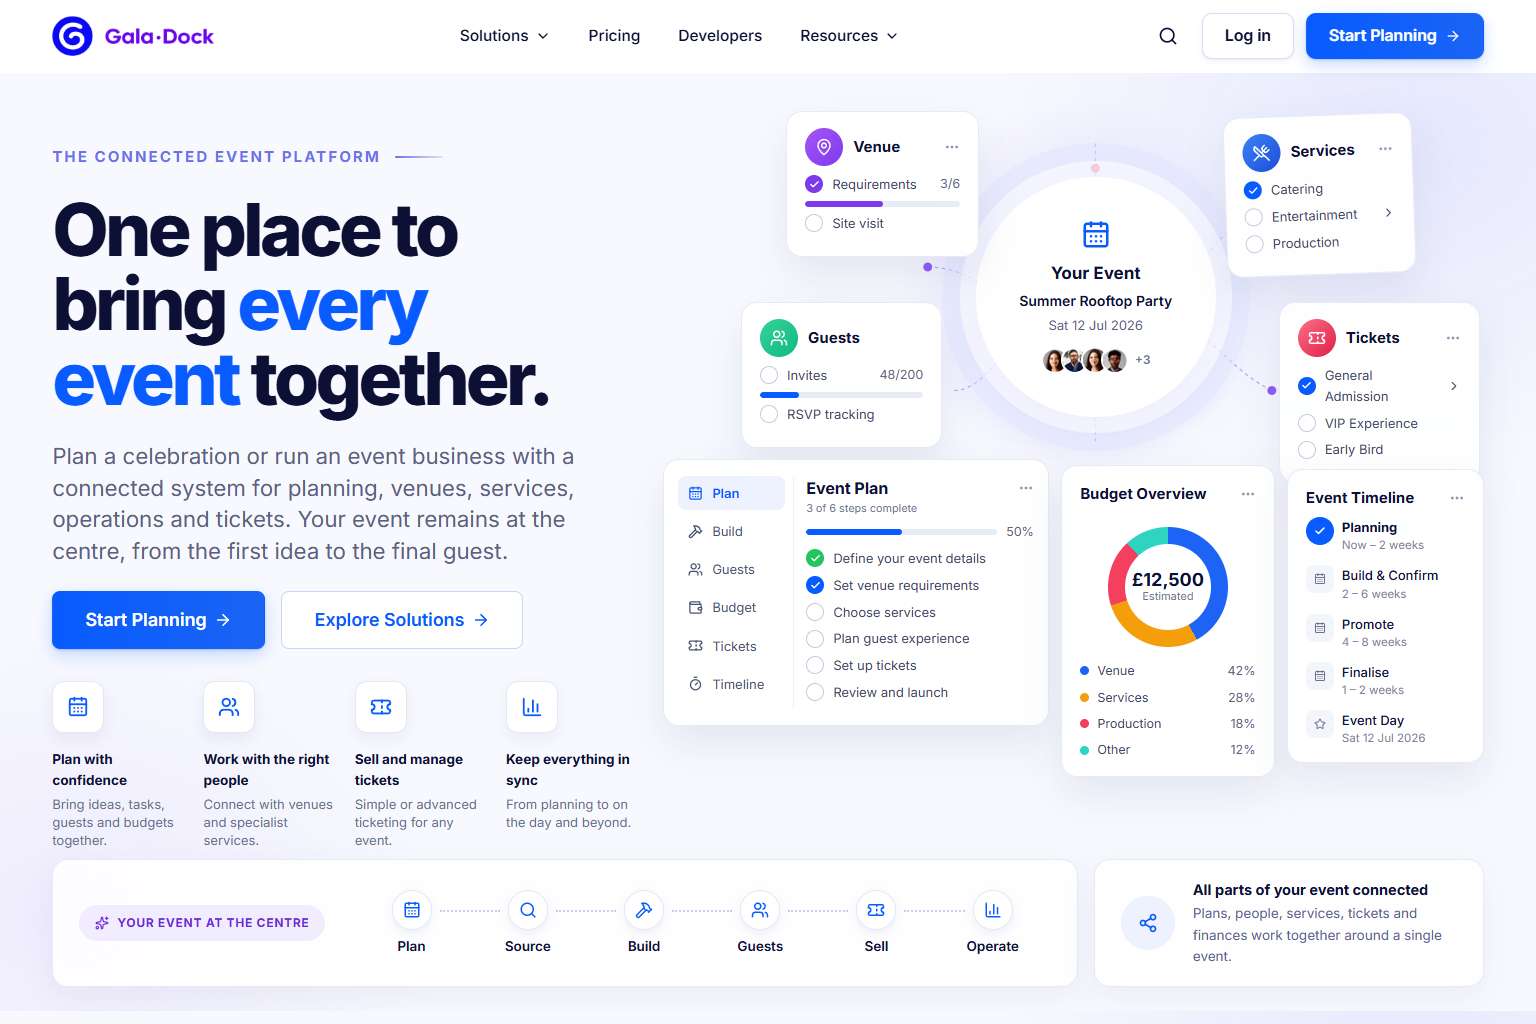 Gala·Dock
Solutions
Pricing
Developers
Resources
Log in
Start Planning
THE CONNECTED EVENT PLATFORM
One place to
bring every
event together.
Plan a celebration or run an event business with a
connected system for planning, venues, services,
operations and tickets. Your event remains at the
centre, from the first idea to the final guest.
Start Planning
Explore Solutions
Plan with
confidence
Bring ideas, tasks,
guests and budgets
together.
Work with the right
people
Connect with venues
and specialist
services.
Sell and manage
tickets
Simple or advanced
ticketing for any
event.
Keep everything in
sync
From planning to on
the day and beyond.
Venue
Requirements 3/6
Site visit
Your Event
Summer Rooftop Party
Sat 12 Jul 2026
+3
Services
Catering
Entertainment
Production
Guests
Invites 48/200
RSVP tracking
Tickets
General
Admission
VIP Experience
Early Bird
Plan
Build
Guests
Budget
Tickets
Timeline
Event Plan
3 of 6 steps complete
50%
Define your event details
Set venue requirements
Choose services
Plan guest experience
Set up tickets
Review and launch
Budget Overview
£12,500
Estimated
Venue 42%
Services 28%
Production 18%
Other 12%
Event Timeline
Planning
Now – 2 weeks
Build & Confirm
2 – 6 weeks
Promote
4 – 8 weeks
Finalise
1 – 2 weeks
Event Day
Sat 12 Jul 2026
YOUR EVENT AT THE CENTRE
Plan
Source
Build
Guests
Sell
Operate
All parts of your event connected
Plans, people, services, tickets and
finances work together around a single
event.